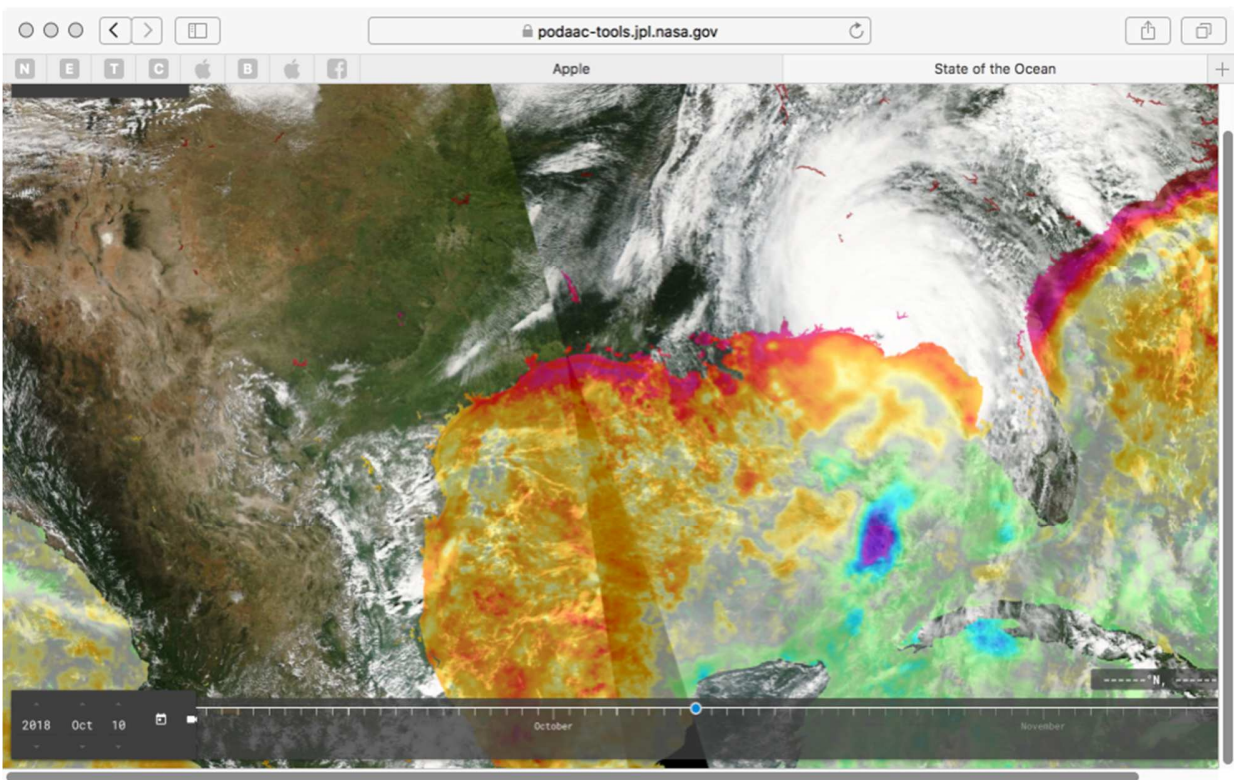 podaac-tools.jpl.nasa.gov
N E T C B f
Apple
State of the Ocean
------°N, ------
2018 Oct 10
October
November